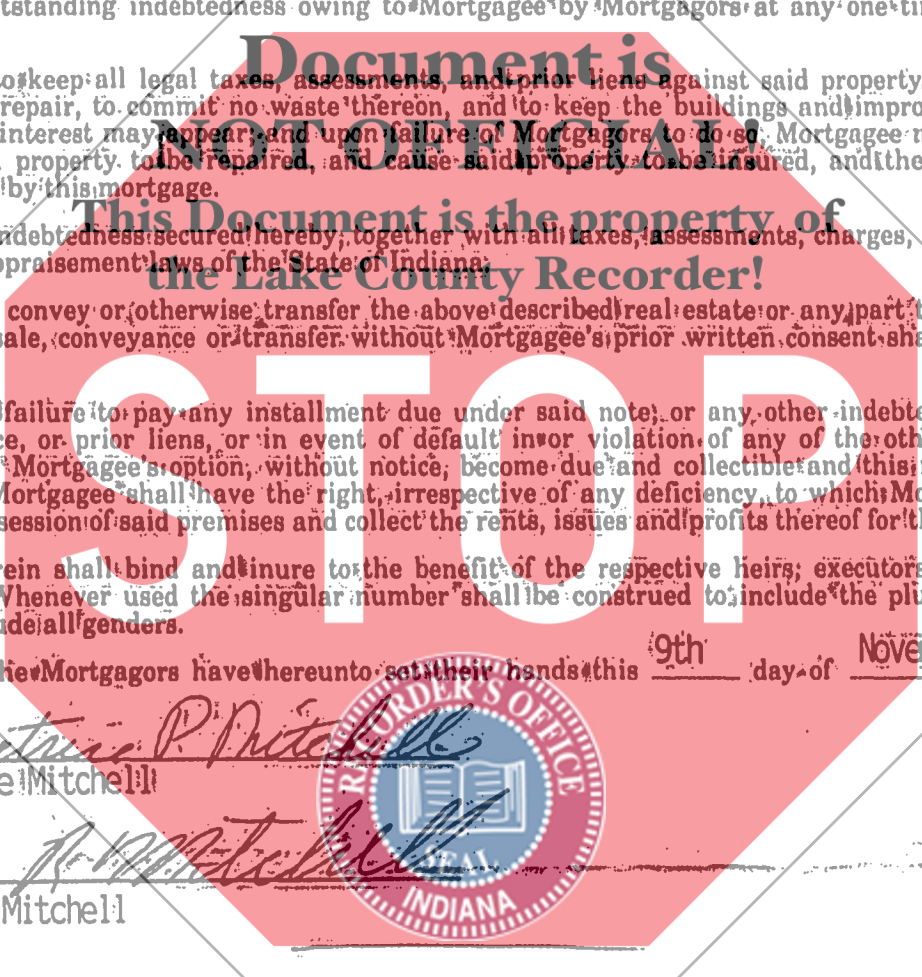 tstanding indebtedness owing to Mortgagee by Mortgagors at any one tim
Document is
o keep all legal taxes, assessments, and prior liens against said property
repair, to commit no waste thereon, and to keep the buildings and impro
interest may appear; and upon failure of Mortgagors to do so, Mortgagee
NOT OFFICIAL!
property to be repaired, and cause said property to be insured, and the
by this mortgage.
This Document is the property of
ndebtedness secured hereby, together with all taxes, assessments, charges,
ppraisement laws of the State of Indiana.
the Lake County Recorder!
convey or otherwise transfer the above described real estate or any part t
ale, conveyance or transfer without Mortgagee's prior written consent sha
STOP
failure to pay any installment due under said note, or any other indebte
ce, or prior liens, or in event of default in or violation of any of the oth
Mortgagee's option, without notice, become due and collectible and this
Mortgagee shall have the right, irrespective of any deficiency, to which M
session of said premises and collect the rents, issues and profits thereof for t
rein shall bind and inure to the benefit of the respective heirs, executors
Whenever used the singular number shall be construed to include the plu
de all genders.
he Mortgagors have hereunto set their hands this 9th day of Nove
RECORDER'S OFFICE
SEAL
INDIANA
P. Mitchell
e Mitchell
R. Mitchell
Mitchell